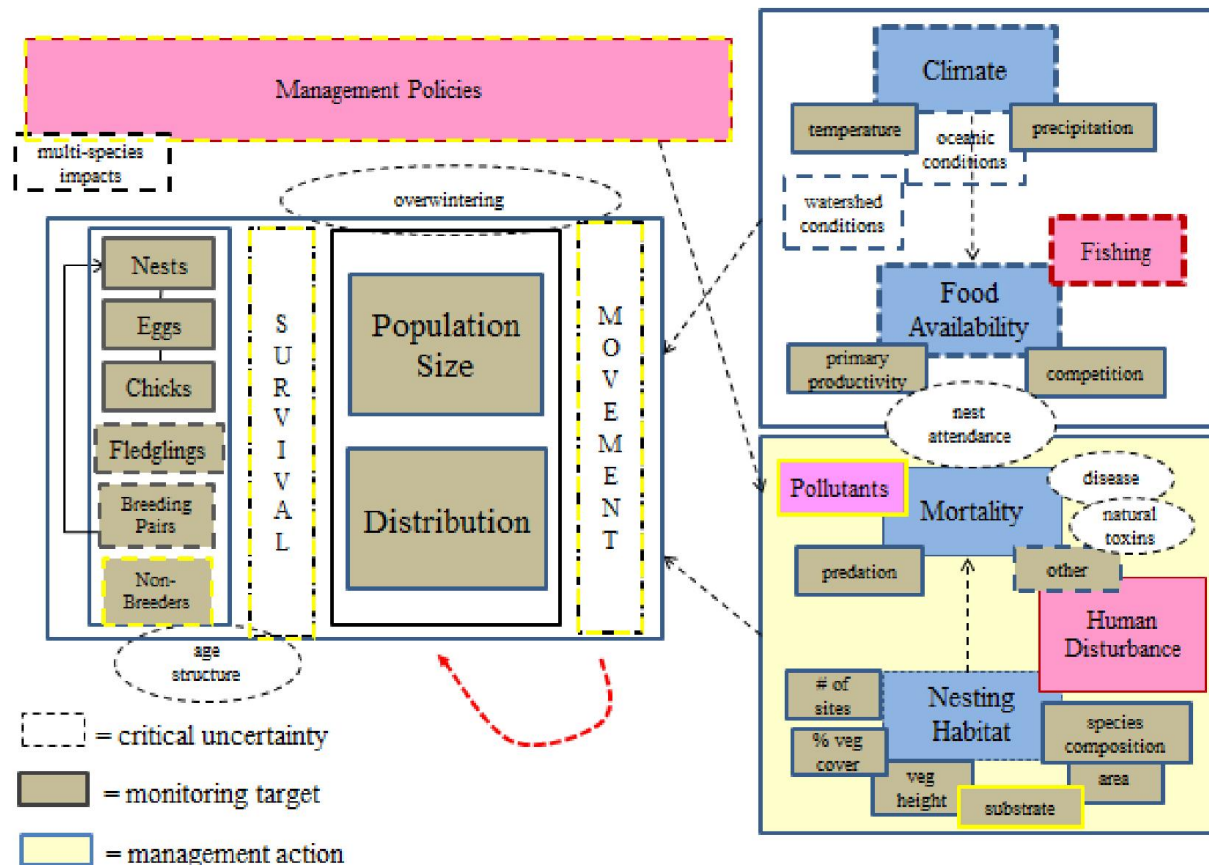 Management Policies
multi-species
impacts
overwintering
Nests
Eggs
Chicks
Fledglings
Breeding
Pairs
Non-
Breeders
S
U
R
V
I
V
A
L
Population
Size
Distribution
M
O
V
E
M
E
N
T
age
structure
Climate
temperature
oceanic
conditions
precipitation
watershed
conditions
Fishing
Food
Availability
primary
productivity
competition
nest
attendance
Pollutants
Mortality
disease
natural
toxins
predation
other
Human
Disturbance
# of
sites
Nesting
Habitat
species
composition
% veg
cover
veg
height
substrate
area
= critical uncertainty
= monitoring target
= management action